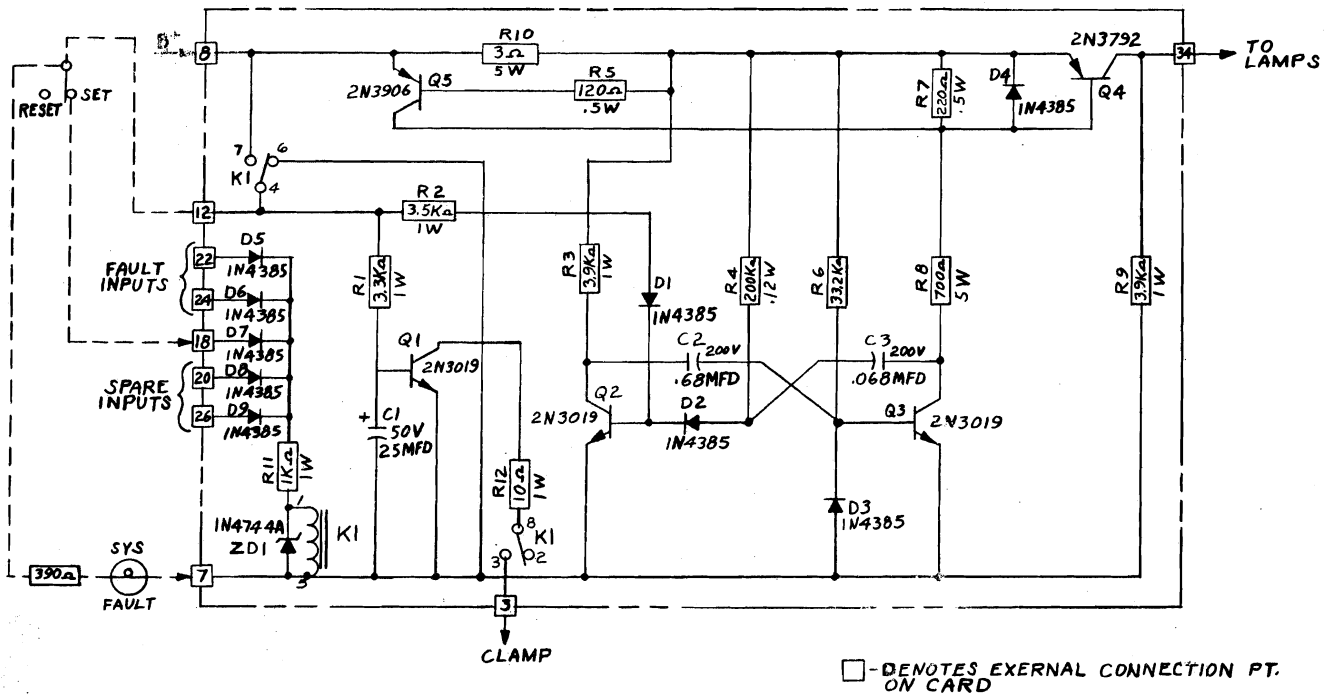 B+
8
R10
3Ω
5W
Q5
2N3906
R5
120Ω
.5W
R7
220Ω
.5W
D4
1N4385
2N3792
Q4
34
TO
LAMPS
RESET
SET
7
6
K1
4
12
R2
3.5KΩ
1W
FAULT
INPUTS
22
D5
1N4385
24
D6
1N4385
18
D7
1N4385
SPARE
INPUTS
20
D8
1N4385
26
D9
1N4385
R1
3.3KΩ
1W
R3
3.9KΩ
1W
D1
1N4385
R4
200KΩ
.12W
R6
33.2KΩ
R8
700Ω
5W
R9
3.9KΩ
1W
Q1
2N3019
C2
200V
.68MFD
C3
200V
.068MFD
Q2
2N3019
D2
1N4385
Q3
2N3019
+
C1
50V
25MFD
R11
1KΩ
1W
R12
10Ω
1W
1
1N4744A
ZD1
K1
5
8
K1
3
2
D3
1N4385
390Ω
SYS
FAULT
7
3
CLAMP
-DENOTES EXERNAL CONNECTION PT.
ON CARD